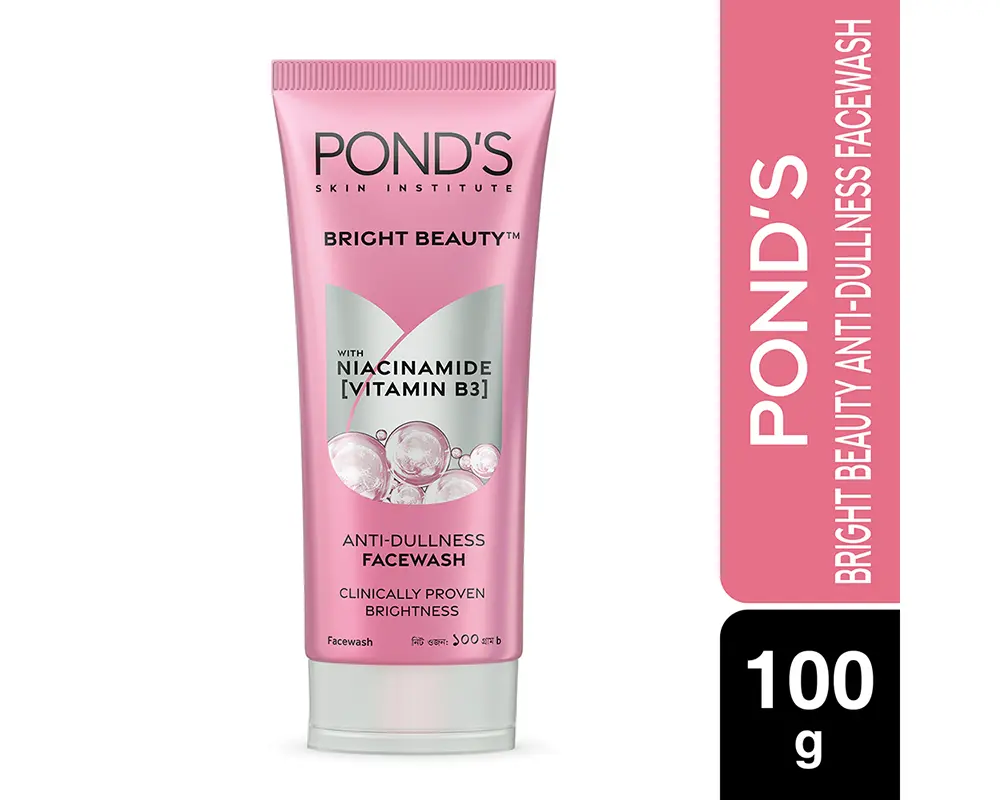 POND'S
SKIN INSTITUTE
BRIGHT BEAUTY™
WITH
NIACINAMIDE
[VITAMIN B3]
ANTI-DULLNESS
FACEWASH
CLINICALLY PROVEN
BRIGHTNESS
Facewash নিট ওজন: ১০০ গ্রাম b
POND'S
BRIGHT BEAUTY ANTI-DULLNESS FACEWASH
100
g